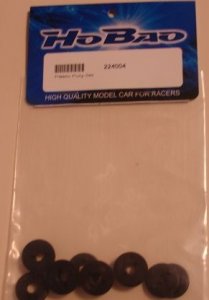 HOBAO
224004
HIGH QUALITY MODEL CAR FOR RACERS